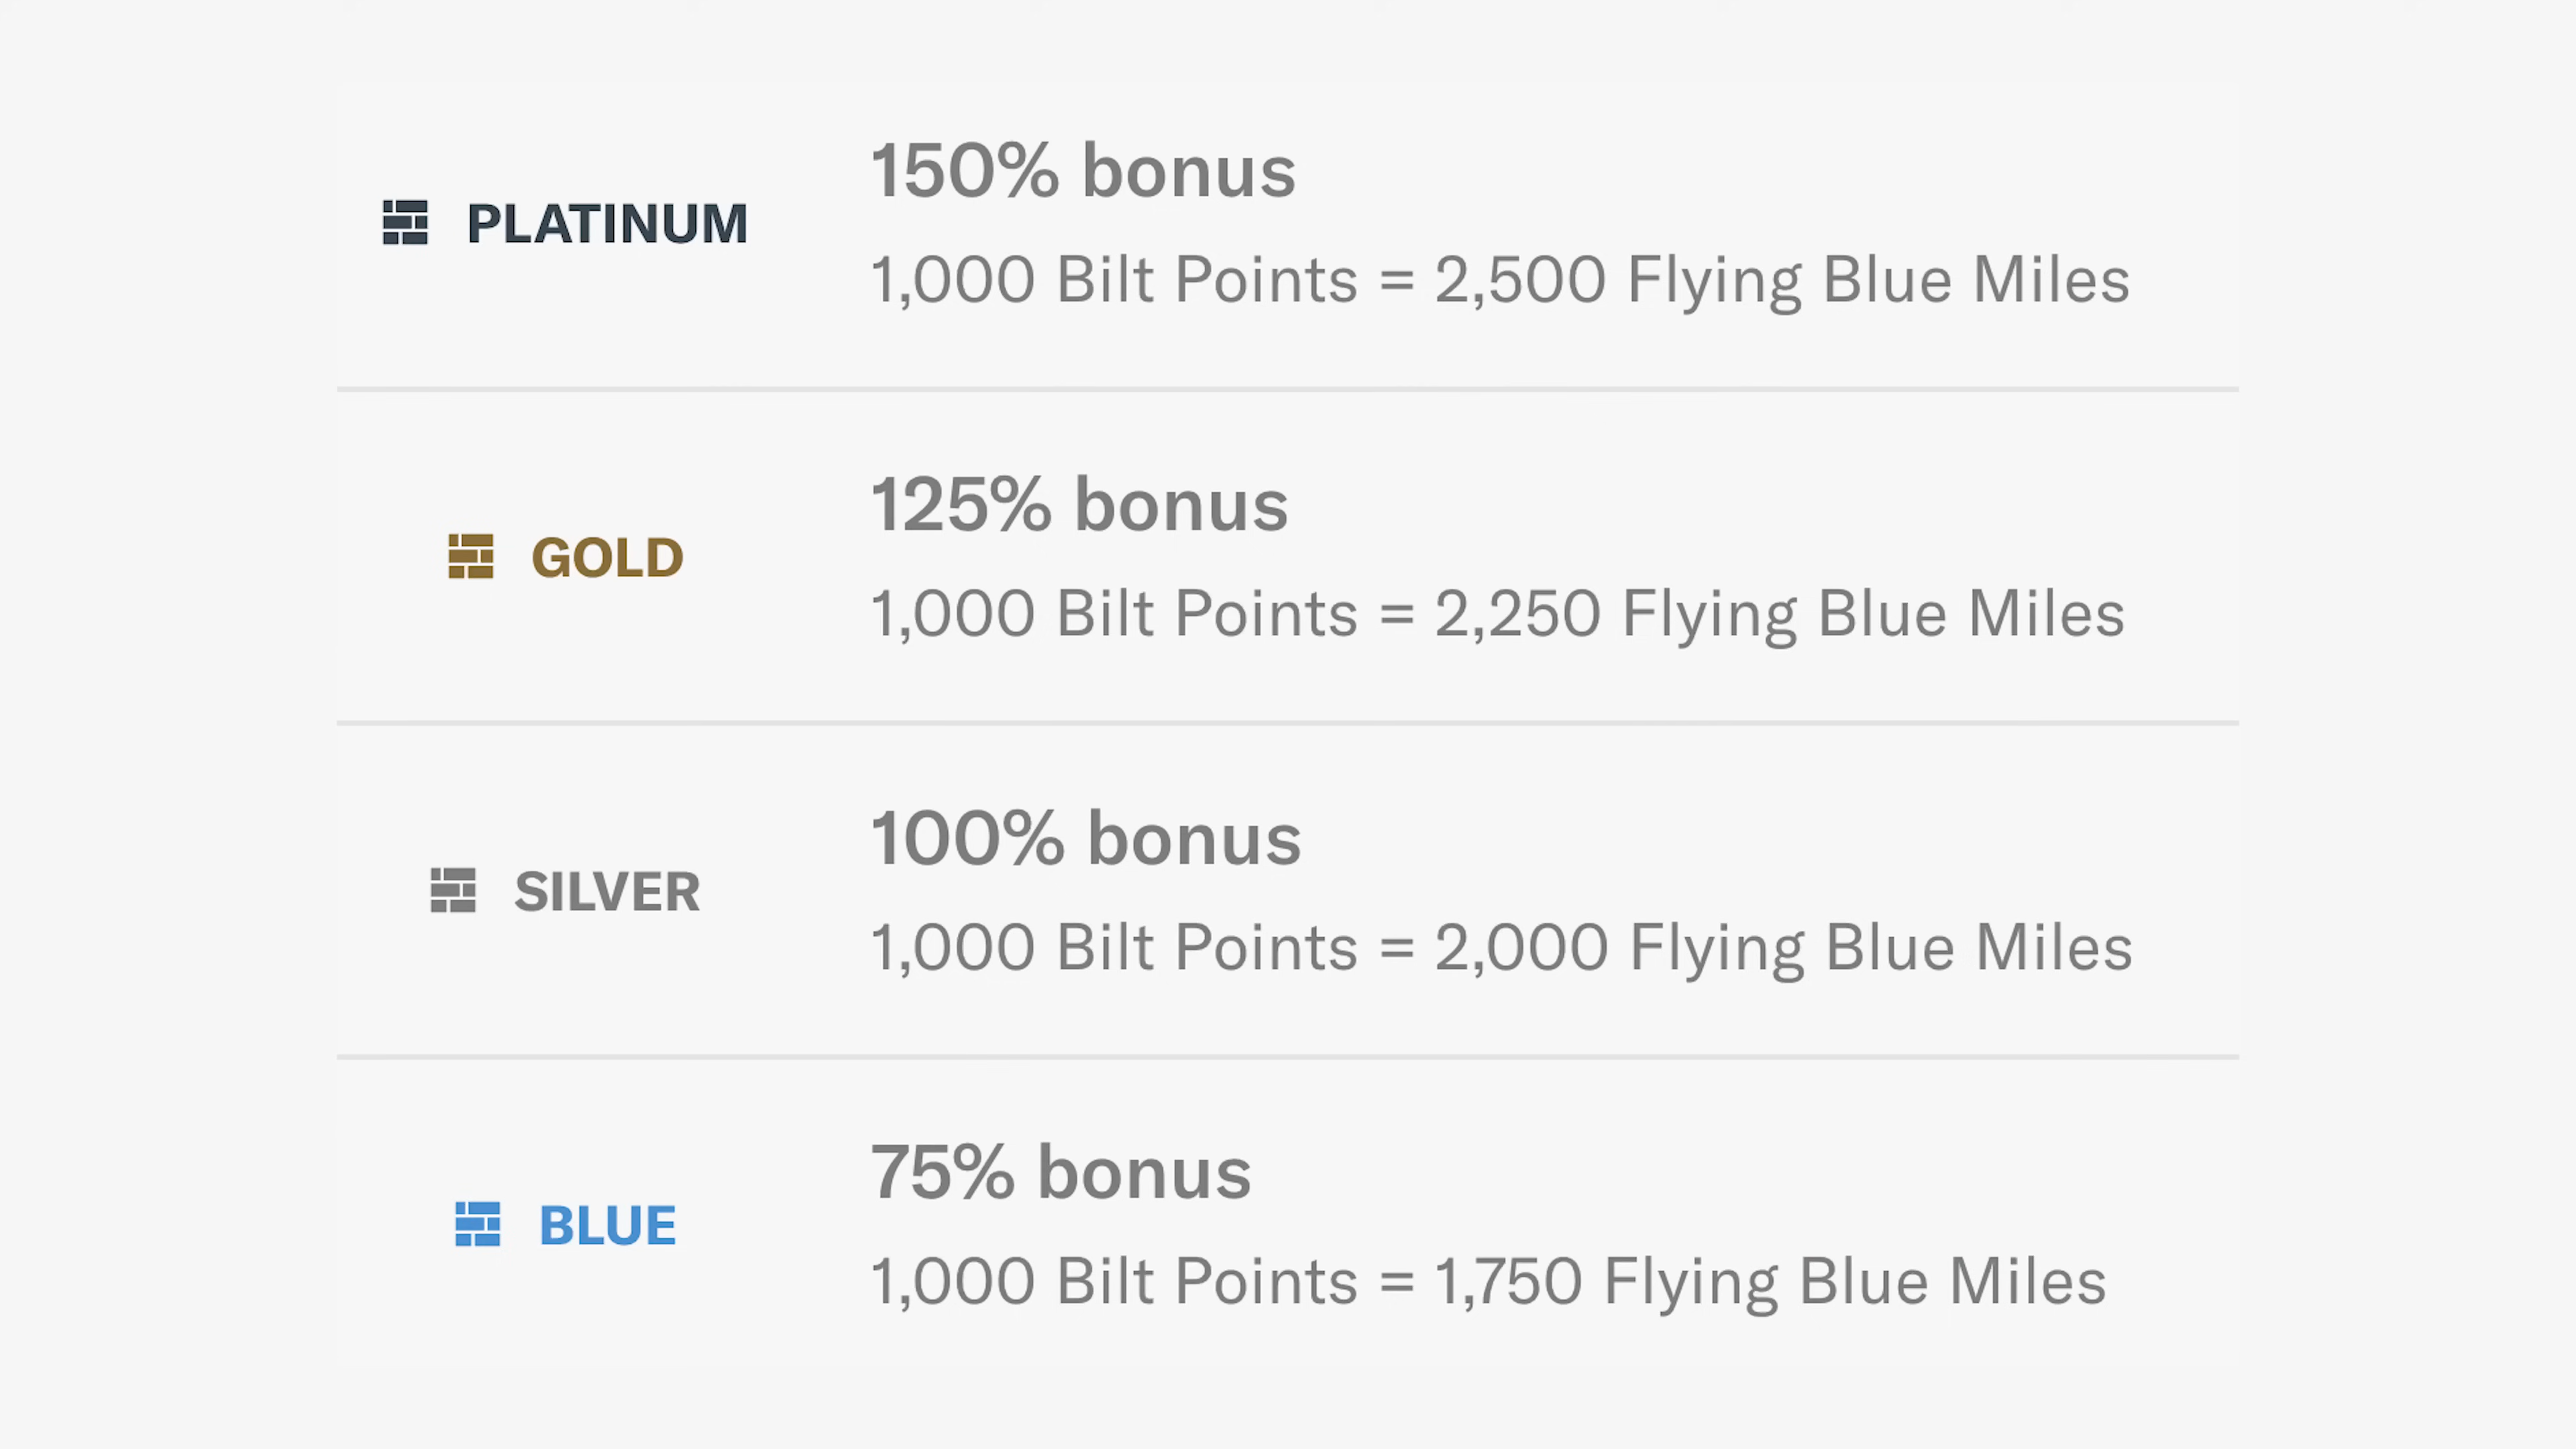 PLATINUM
150% bonus
1,000 Bilt Points = 2,500 Flying Blue Miles
GOLD
125% bonus
1,000 Bilt Points = 2,250 Flying Blue Miles
SILVER
100% bonus
1,000 Bilt Points = 2,000 Flying Blue Miles
BLUE
75% bonus
1,000 Bilt Points = 1,750 Flying Blue Miles